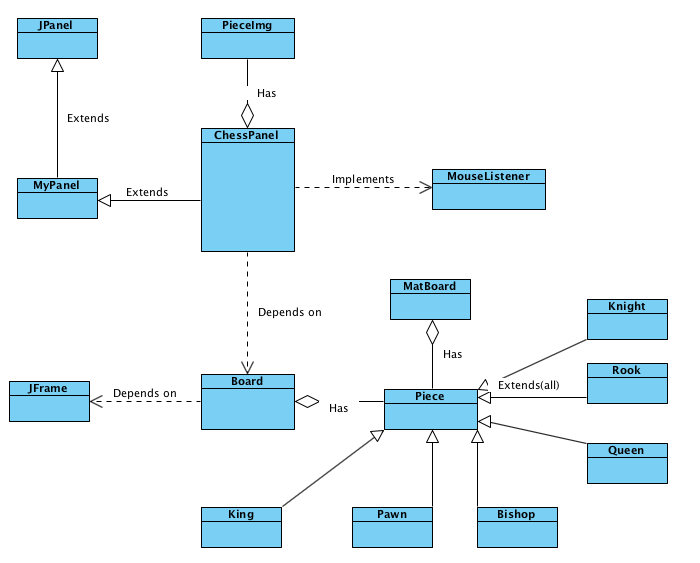 JPanel
PieceImg
Has
Extends
ChessPanel
MyPanel
Extends
Implements
MouseListener
MatBoard
Knight
Depends on
Has
Rook
Extends(all)
Board
JFrame
Depends on
Has
Piece
Queen
King
Pawn
Bishop